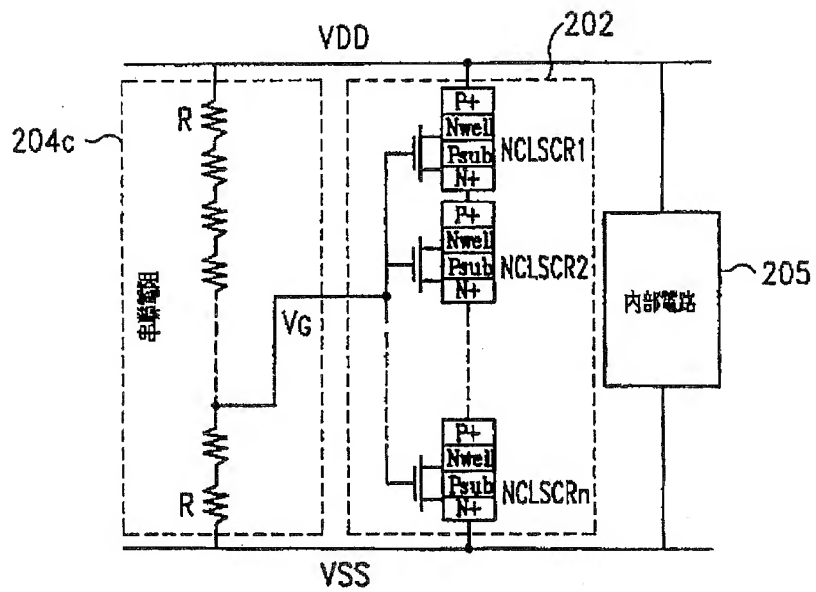 202
VDD
204c
R
P+
Nwell
Psub
N+
NCLSCR1
P+
Nwell
Psub
N+
NCLSCR2
205
串聯電阻
VG
內部電路
P+
Nwell
Psub
N+
NCLSCRn
R
VSS